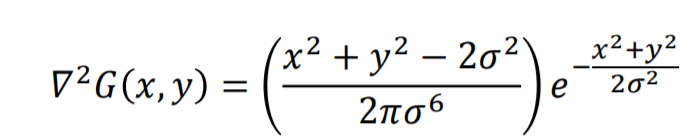 ∇²G(x, y) = ((x² + y² − 2σ²) / (2πσ⁶)) e^(−(x²+y²)/(2σ²))